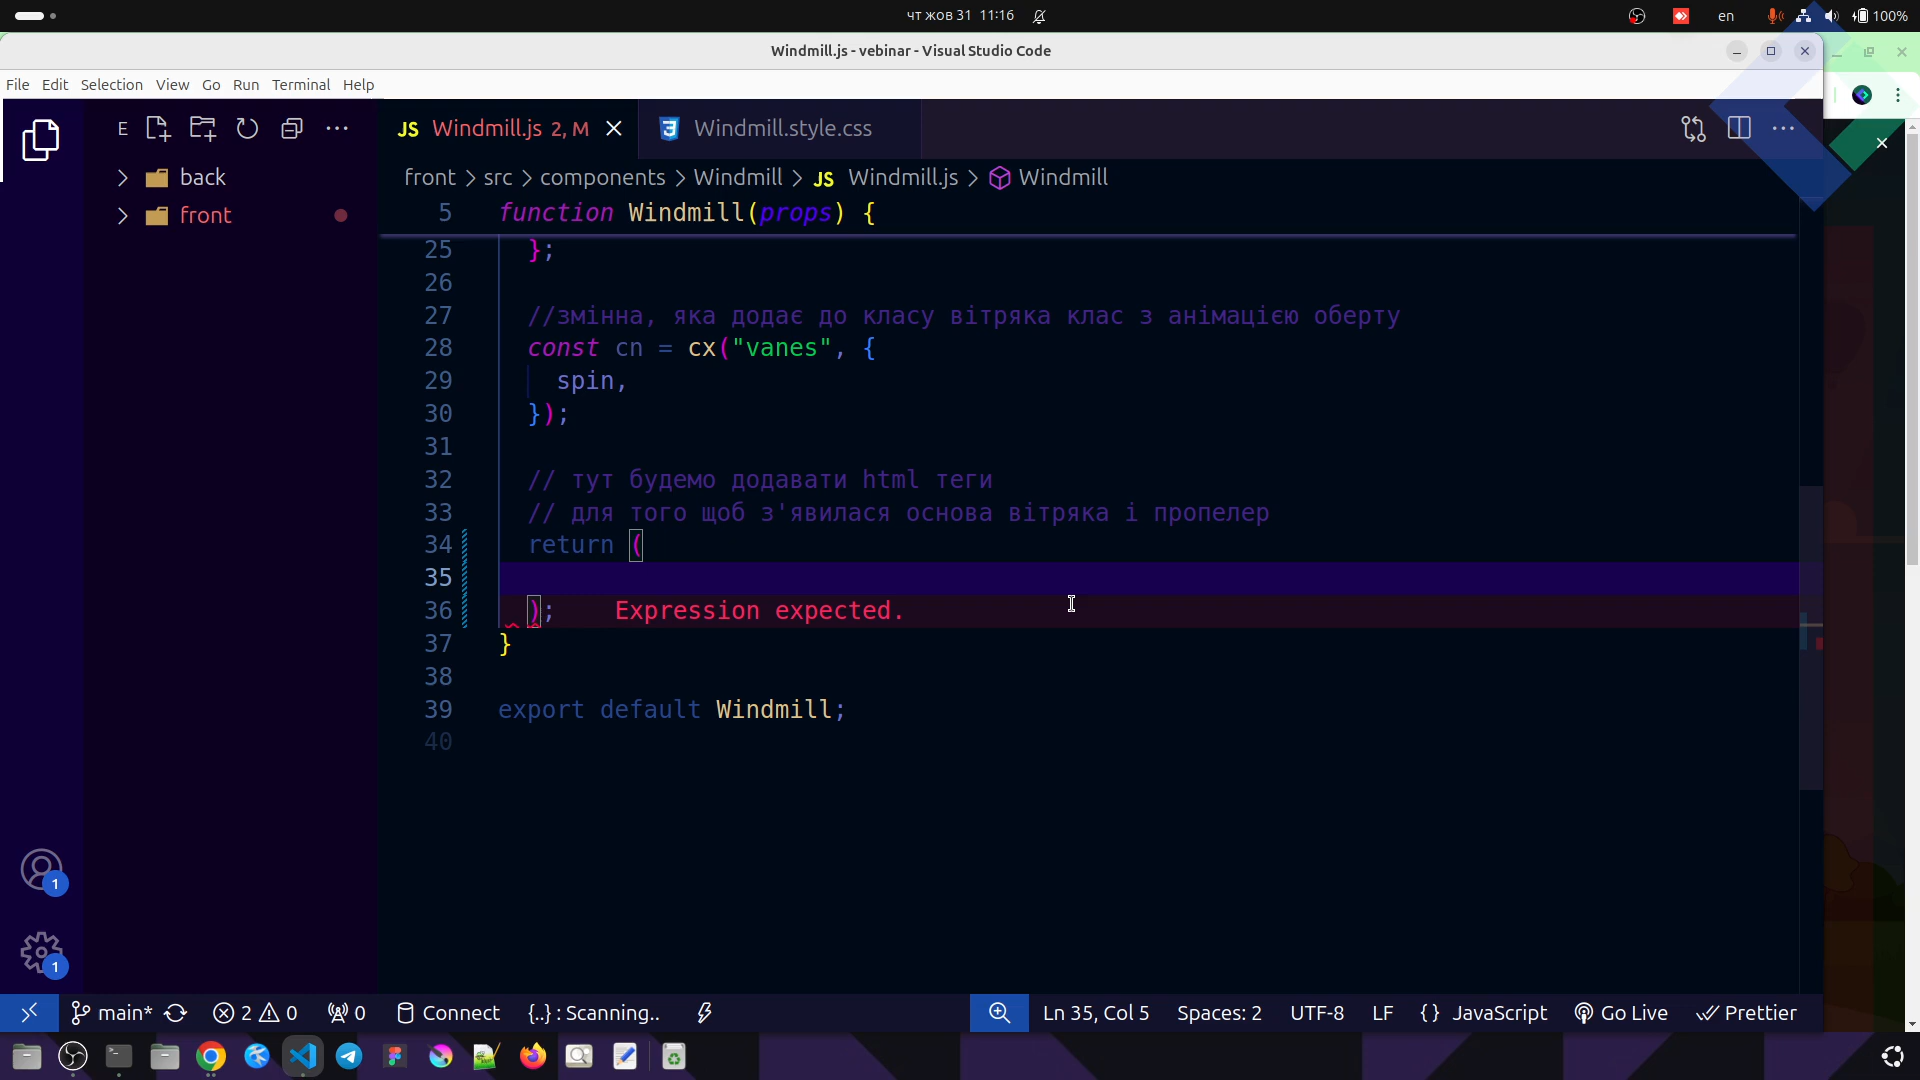 чт жов 31 11:16
en
100%
Windmill.js - vebinar - Visual Studio Code
File Edit Selection View Go Run Terminal Help
E
JS Windmill.js 2, M
Windmill.style.css
back
front
front > src > components > Windmill > JS Windmill.js > Windmill
5 function Windmill(props) {
25 };
26
27 //змінна, яка додає до класу вітряка клас з анімацією оберту
28 const cn = cx("vanes", {
29 spin,
30 });
31
32 // тут будемо додавати html теги
33 // для того щоб з'явилася основа вітряка і пропелер
34 return (
35
36 ); Expression expected.
37 }
38
39 export default Windmill;
40
1
1
main* 2 0 0 Connect {..} : Scanning.. Ln 35, Col 5 Spaces: 2 UTF-8 LF {} JavaScript Go Live Prettier